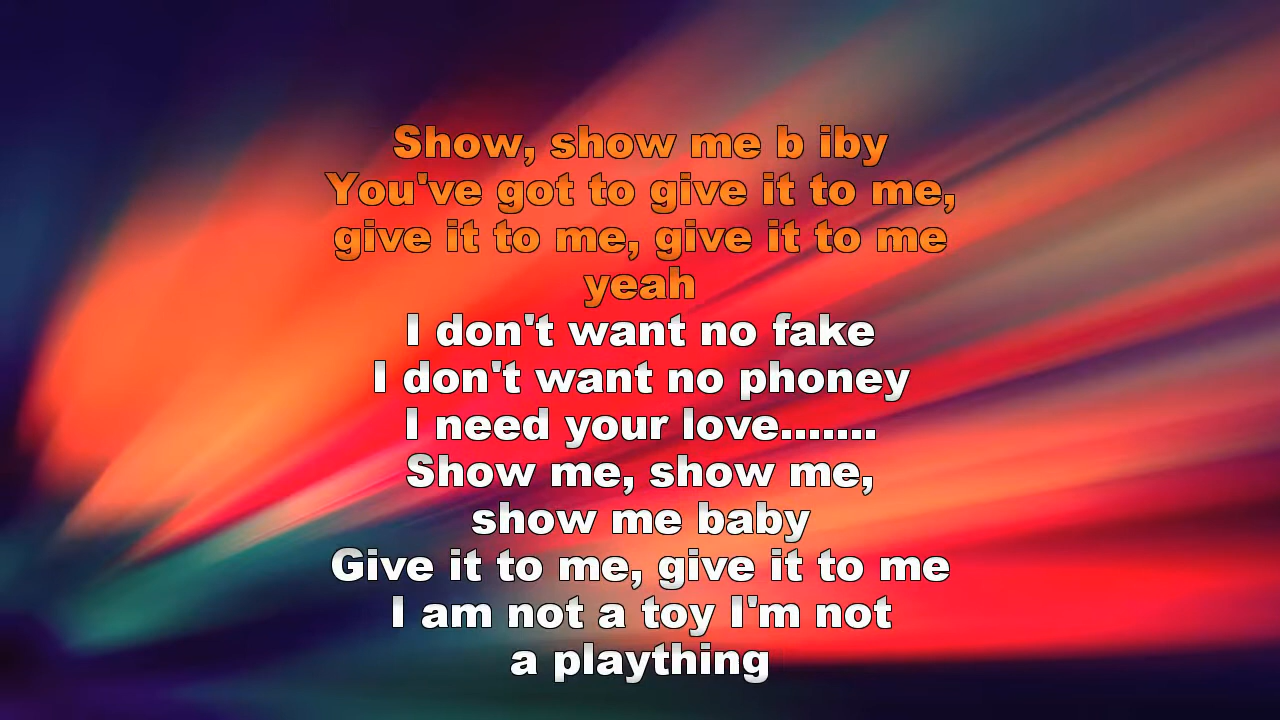 Show, show me b iby
You've got to give it to me,
give it to me, give it to me
yeah
I don't want no fake
I don't want no phoney
I need your love.......
Show me, show me,
show me baby
Give it to me, give it to me
I am not a toy I'm not
a plaything